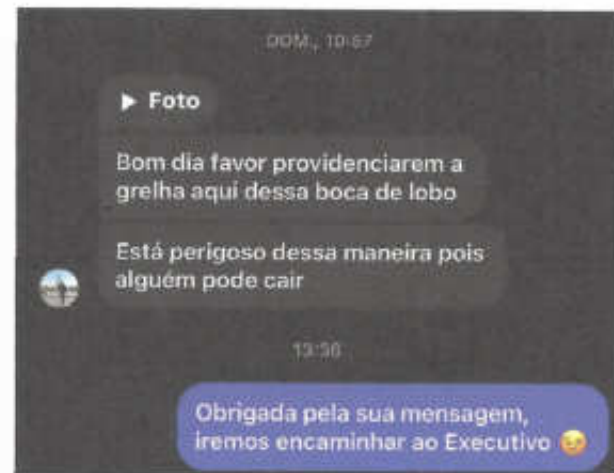 DOM., 10:57
▶ Foto
Bom dia favor providenciarem a
grelha aqui dessa boca de lobo
Está perigoso dessa maneira pois
alguém pode cair
13:36
Obrigada pela sua mensagem,
iremos encaminhar ao Executivo 😉